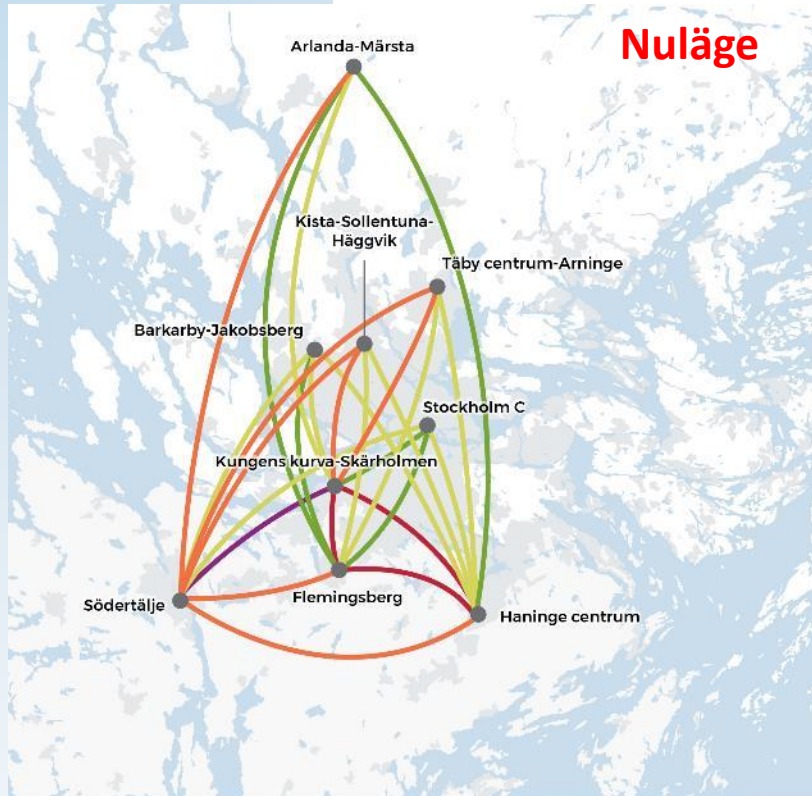 Nuläge
Arlanda-Märsta
Kista-Sollentuna-
Häggvik
Täby centrum-Arninge
Barkarby-Jakobsberg
Stockholm C
Kungens kurva-Skärholmen
Södertälje
Flemingsberg
Haninge centrum